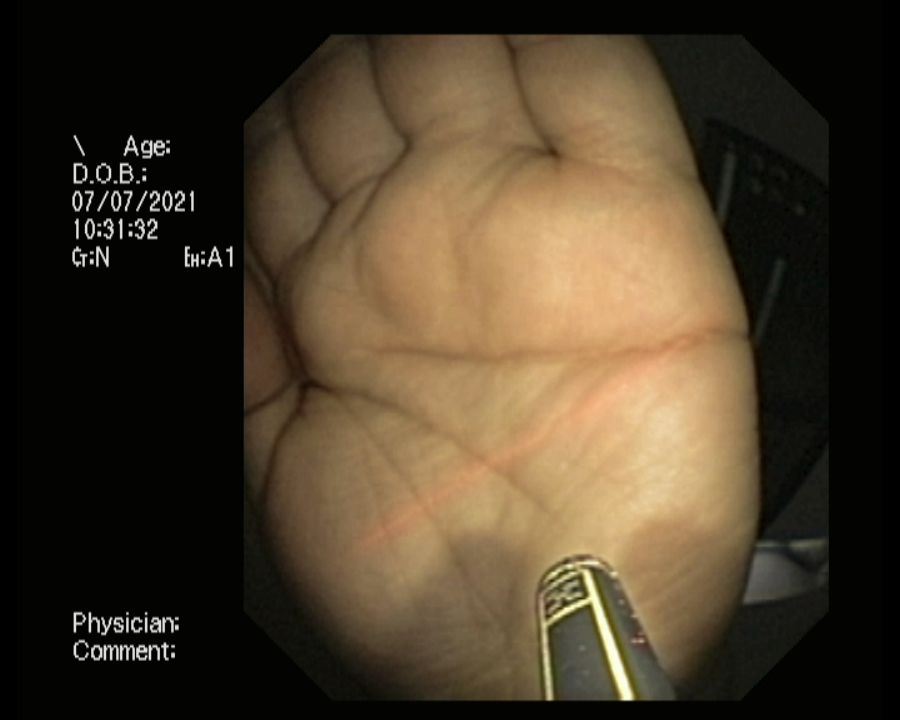 \ Age:
D.O.B.:
07/07/2021
10:31:32
Cr:N Eh:A1
Physician:
Comment: